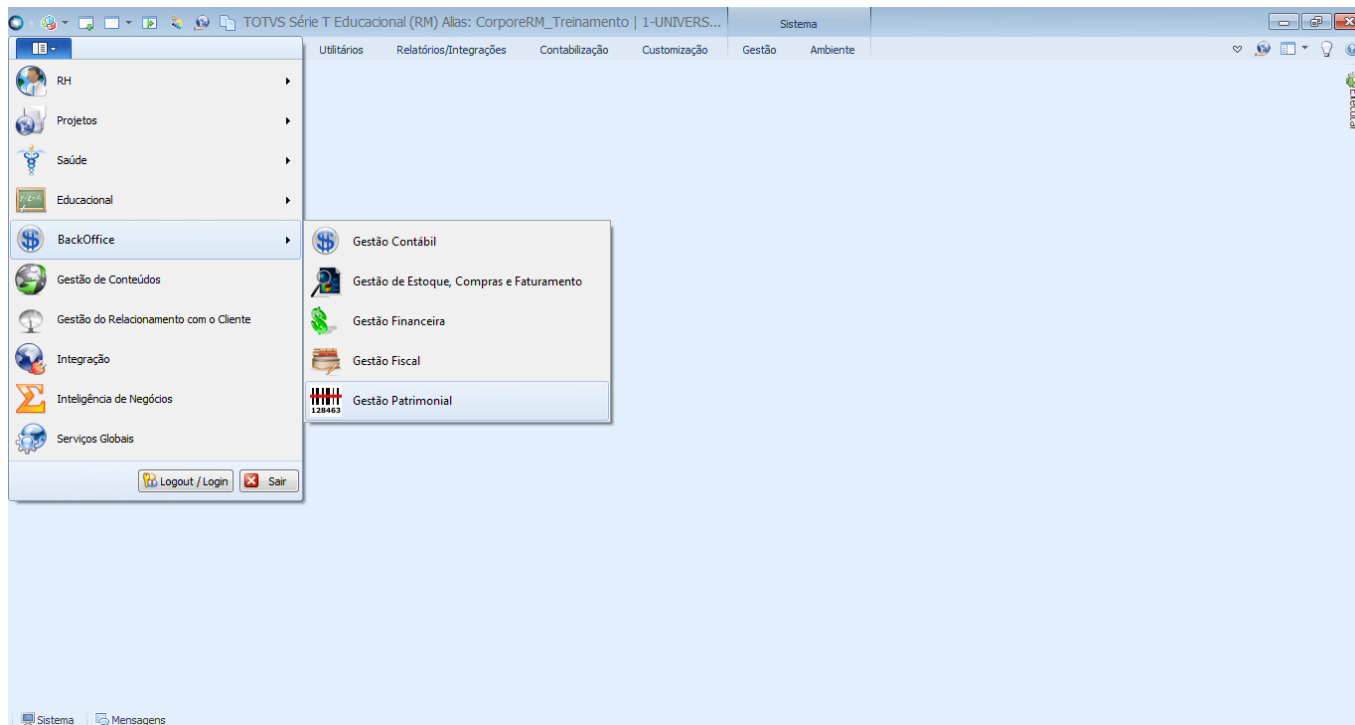 TOTVS Série T Educacional (RM) Alias: CorporeRM_Treinamento | 1-UNIVERS...
Sistema
Utilitários
Relatórios/Integrações
Contabilização
Customização
Gestão
Ambiente
RH
Projetos
Saúde
Educacional
BackOffice
Gestão de Conteúdos
Gestão do Relacionamento com o Cliente
Integração
Inteligência de Negócios
Serviços Globais
Logout / Login
Sair
Gestão Contábil
Gestão de Estoque, Compras e Faturamento
Gestão Financeira
Gestão Fiscal
128463
Gestão Patrimonial
Executar
Sistema
Mensagens